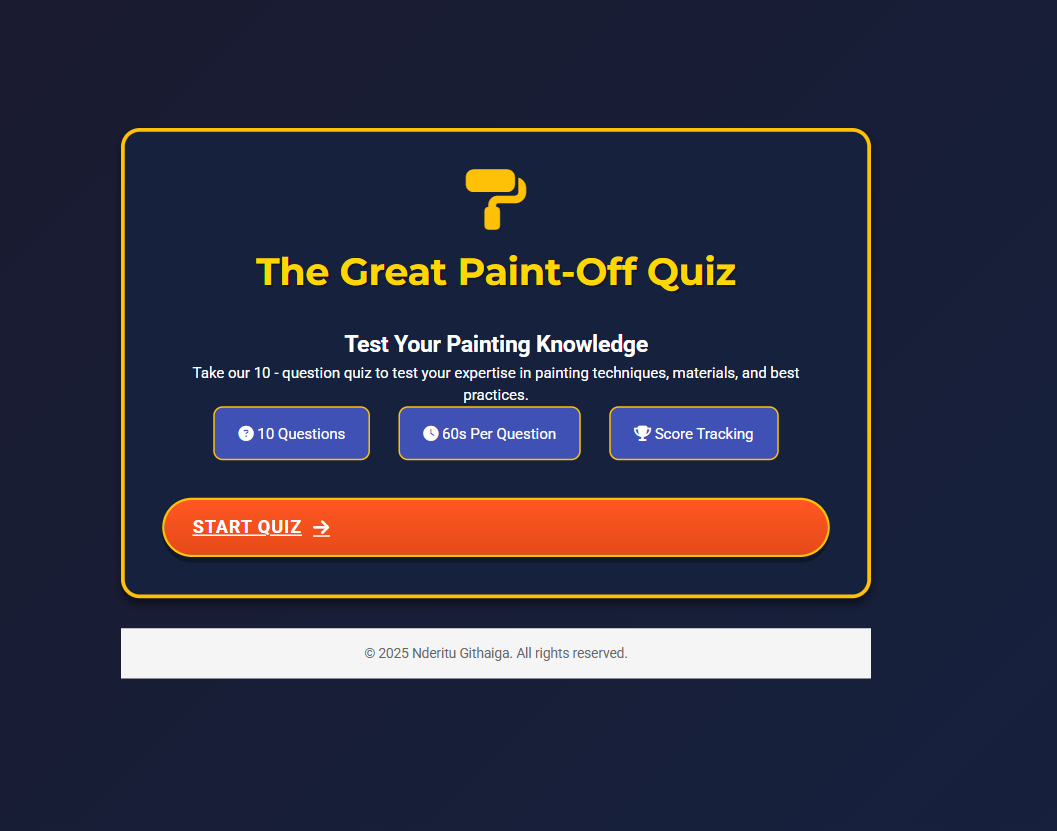 The Great Paint-Off Quiz
Test Your Painting Knowledge
Take our 10 - question quiz to test your expertise in painting techniques, materials, and best
practices.
10 Questions
60s Per Question
Score Tracking
START QUIZ →
© 2025 Nderitu Githaiga. All rights reserved.